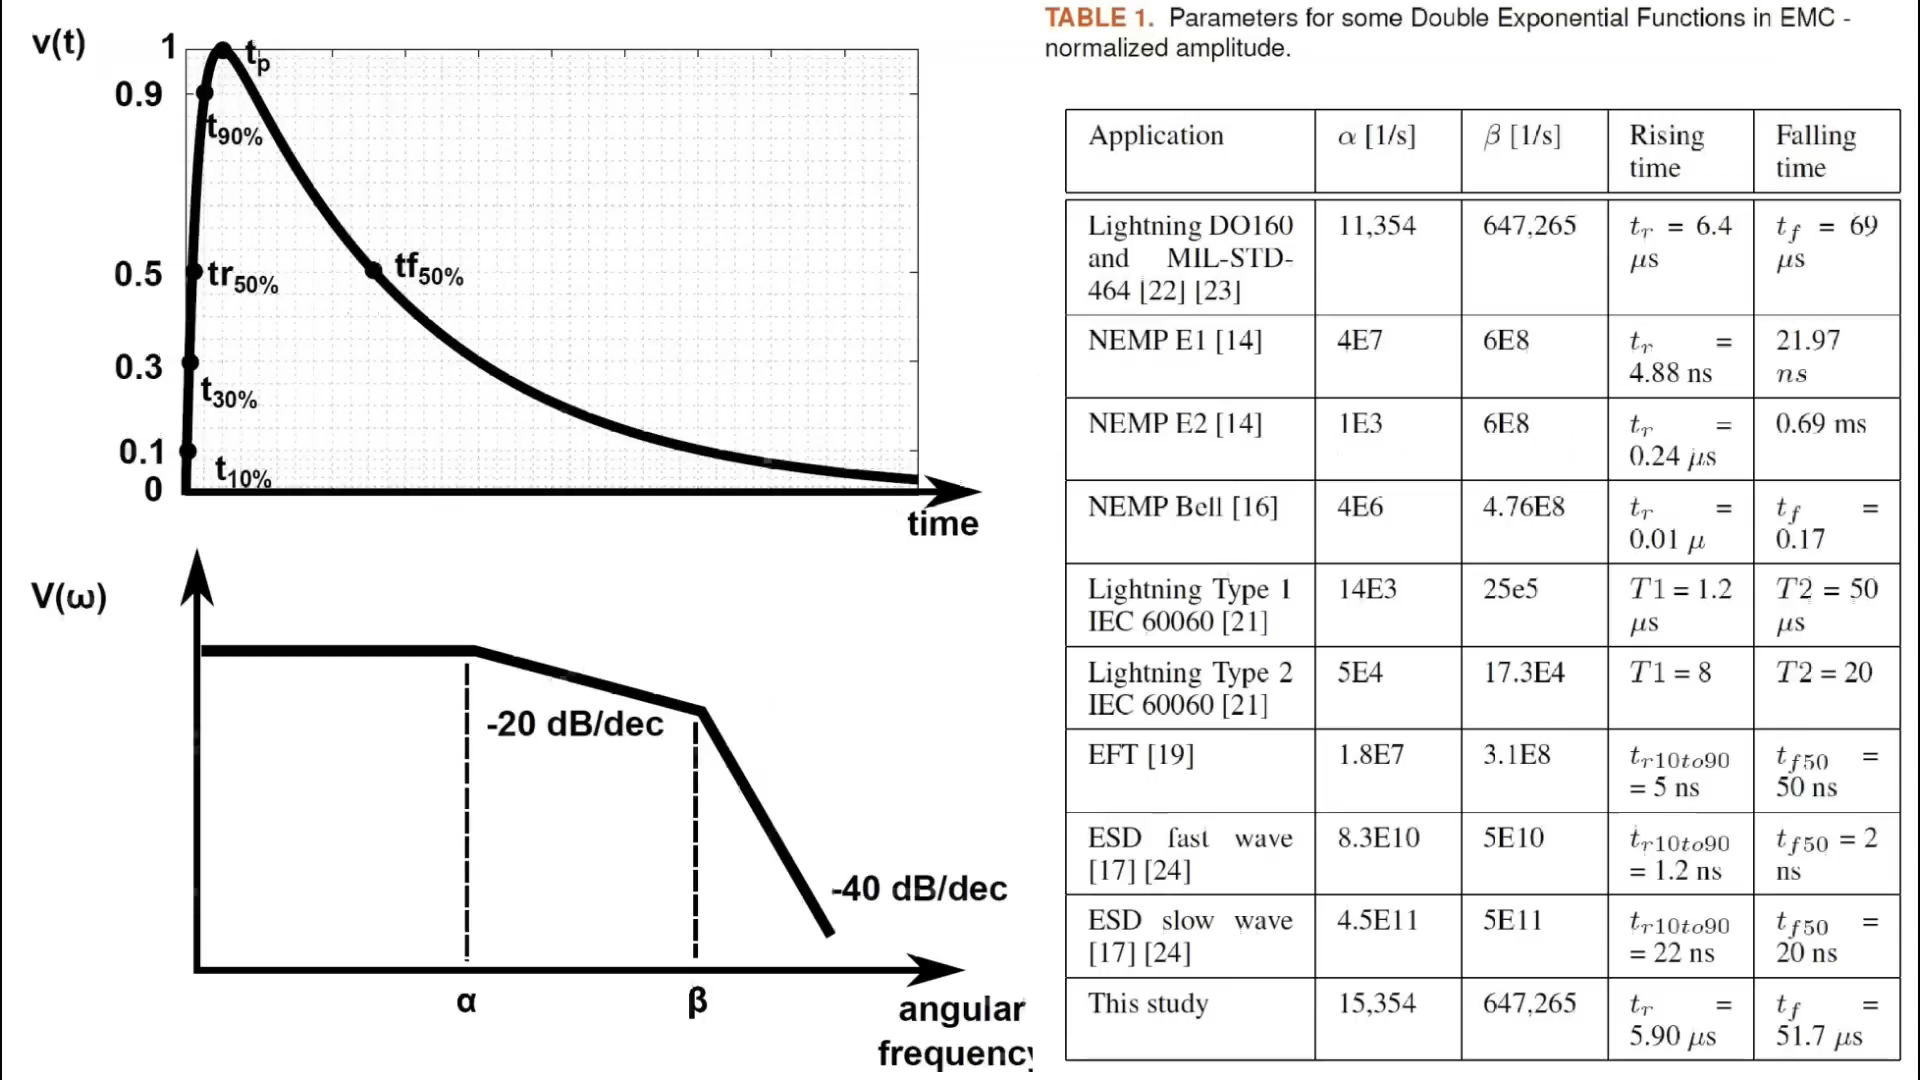 v(t)
1
tp
0.9
t90%
0.5
tr50%
tf50%
0.3
t30%
0.1
t10%
0
time
V(ω)
-20 dB/dec
-40 dB/dec
α
β
angular
frequency
TABLE 1. Parameters for some Double Exponential Functions in EMC -
normalized amplitude.
Application α [1/s] β [1/s] Rising time Falling time
Lightning DO160 and MIL-STD-464 [22] [23] 11,354 647,265 tr = 6.4 μs tf = 69 μs
NEMP E1 [14] 4E7 6E8 tr = 4.88 ns 21.97 ns
NEMP E2 [14] 1E3 6E8 tr = 0.24 μs 0.69 ms
NEMP Bell [16] 4E6 4.76E8 tr = 0.01 μ tf = 0.17
Lightning Type 1 IEC 60060 [21] 14E3 25e5 T1 = 1.2 μs T2 = 50 μs
Lightning Type 2 IEC 60060 [21] 5E4 17.3E4 T1 = 8 T2 = 20
EFT [19] 1.8E7 3.1E8 tr10to90 = 5 ns tf50 = 50 ns
ESD fast wave [17] [24] 8.3E10 5E10 tr10to90 = 1.2 ns tf50 = 2 ns
ESD slow wave [17] [24] 4.5E11 5E11 tr10to90 = 22 ns tf50 = 20 ns
This study 15,354 647,265 tr = 5.90 μs tf = 51.7 μs